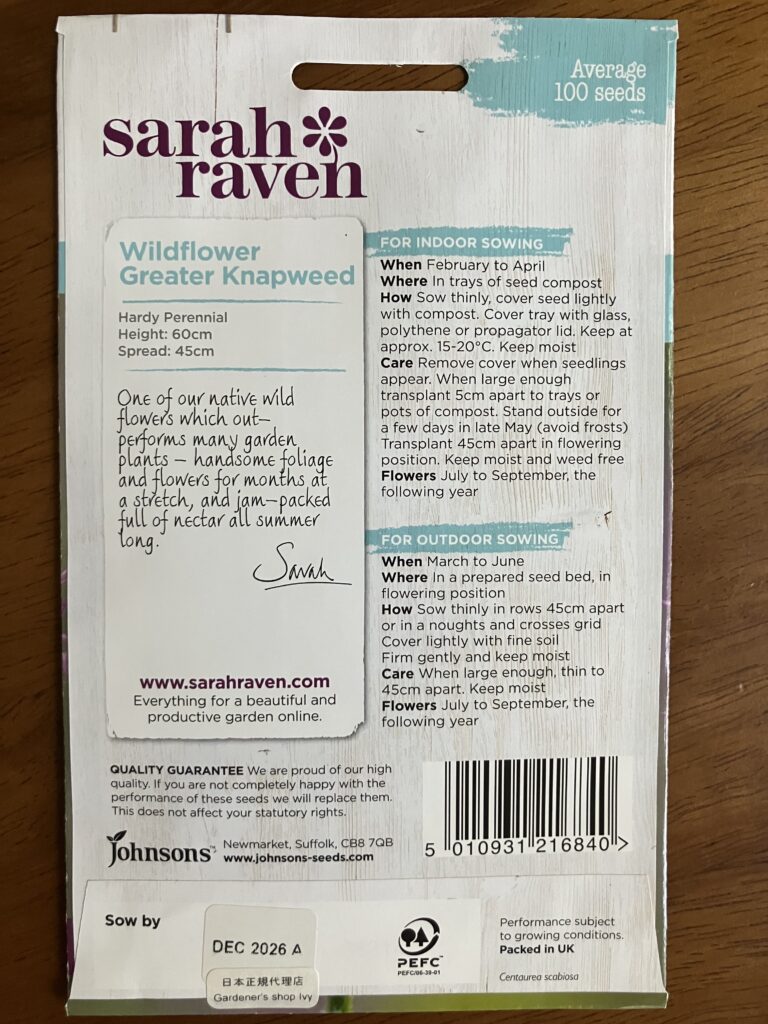 Average
100 seeds
sarah
raven
Wildflower
Greater Knapweed
Hardy Perennial
Height: 60cm
Spread: 45cm
One of our native wild
flowers which out-
performs many garden
plants – handsome foliage
and flowers for months at
a stretch, and jam-packed
full of nectar all summer
long.
Sarah
www.sarahraven.com
Everything for a beautiful and
productive garden online.
FOR INDOOR SOWING
When February to April
Where In trays of seed compost
How Sow thinly, cover seed lightly
with compost. Cover tray with glass,
polythene or propagator lid. Keep at
approx. 15-20°C. Keep moist
Care Remove cover when seedlings
appear. When large enough
transplant 5cm apart to trays or
pots of compost. Stand outside for
a few days in late May (avoid frosts)
Transplant 45cm apart in flowering
position. Keep moist and weed free
Flowers July to September, the
following year
FOR OUTDOOR SOWING
When March to June
Where In a prepared seed bed, in
flowering position
How Sow thinly in rows 45cm apart
or in a noughts and crosses grid
Cover lightly with fine soil
Firm gently and keep moist
Care When large enough, thin to
45cm apart. Keep moist
Flowers July to September, the
following year
QUALITY GUARANTEE We are proud of our high
quality. If you are not completely happy with the
performance of these seeds we will replace them.
This does not affect your statutory rights.
Johnsons™ Newmarket, Suffolk, CB8 7QB
www.johnsons-seeds.com
5 010931 216840 >
Sow by
DEC 2026 A
日本正規代理店
Gardener's shop Ivy
PEFC™
PEFC/06-39-01
Performance subject
to growing conditions.
Packed in UK
Centaurea scabiosa